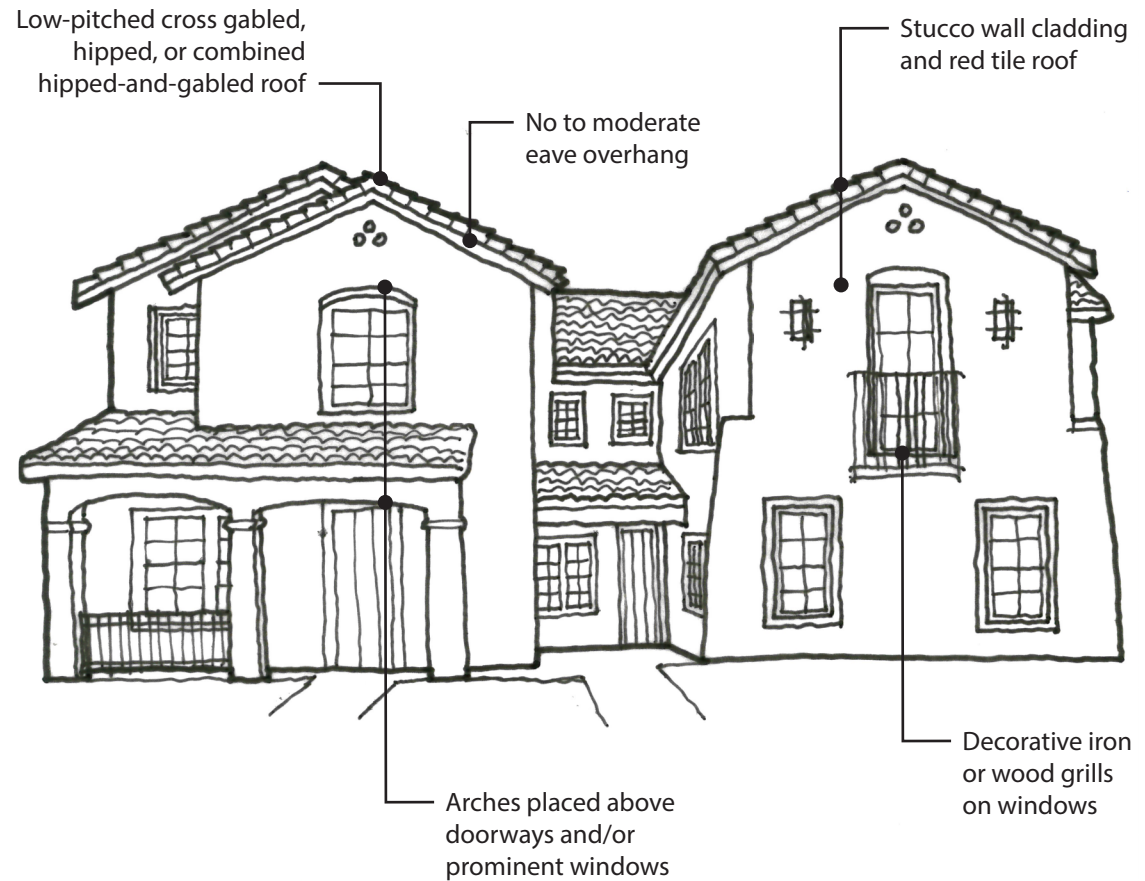 Low-pitched cross gabled,
hipped, or combined
hipped-and-gabled roof
Stucco wall cladding
and red tile roof
No to moderate
eave overhang
Decorative iron
or wood grills
on windows
Arches placed above
doorways and/or
prominent windows